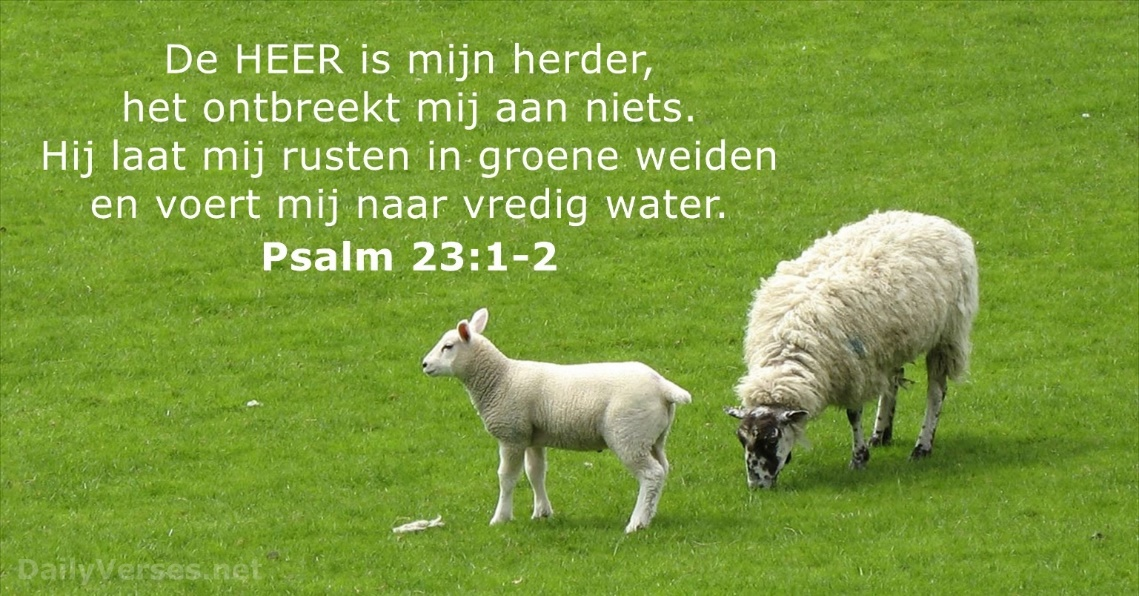 De HEER is mijn herder,
het ontbreekt mij aan niets.
Hij laat mij rusten in groene weiden
en voert mij naar vredig water.
Psalm 23:1-2
DailyVerses.net